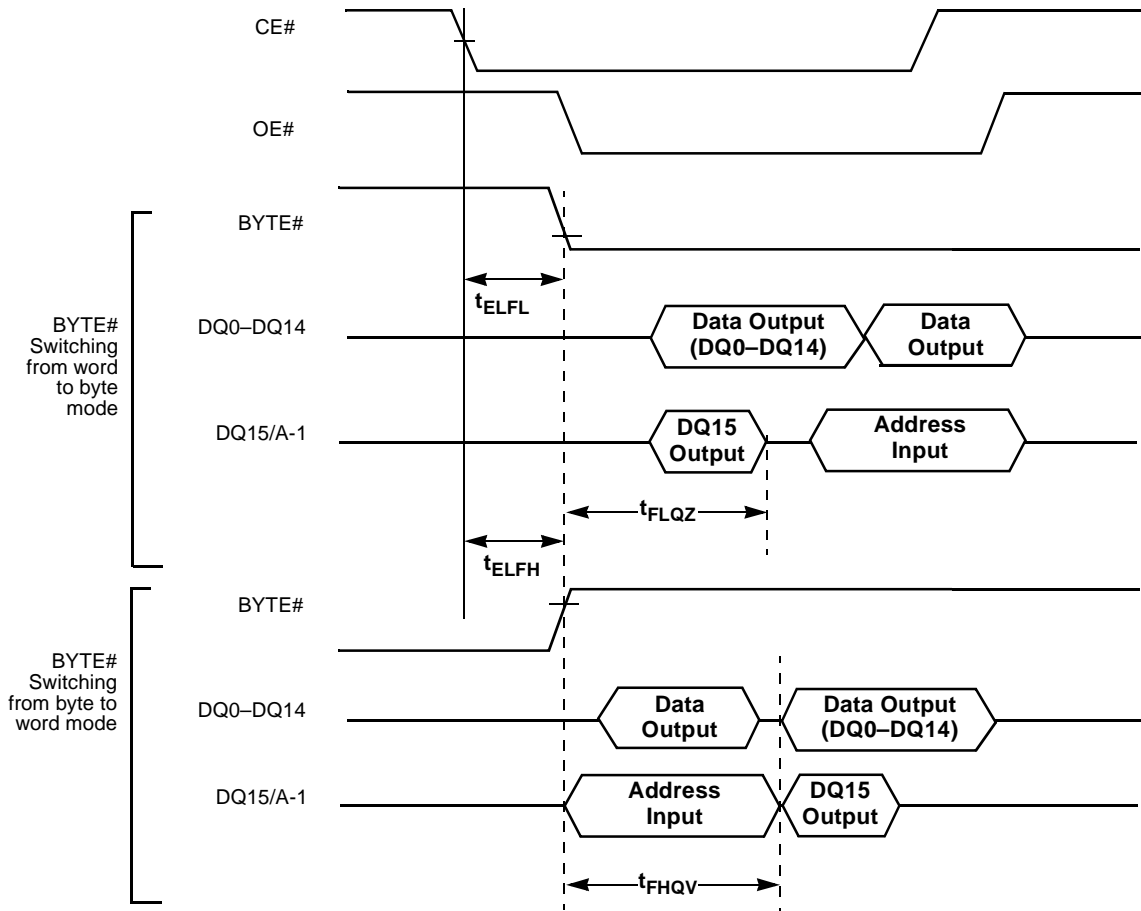 CE#
OE#
BYTE#
Switching
from word
to byte
mode
BYTE#
tELFL
DQ0–DQ14
Data Output
(DQ0–DQ14)
Data
Output
DQ15/A-1
DQ15
Output
Address
Input
tFLQZ
tELFH
BYTE#
Switching
from byte to
word mode
BYTE#
DQ0–DQ14
Data
Output
Data Output
(DQ0–DQ14)
DQ15/A-1
Address
Input
DQ15
Output
tFHQV